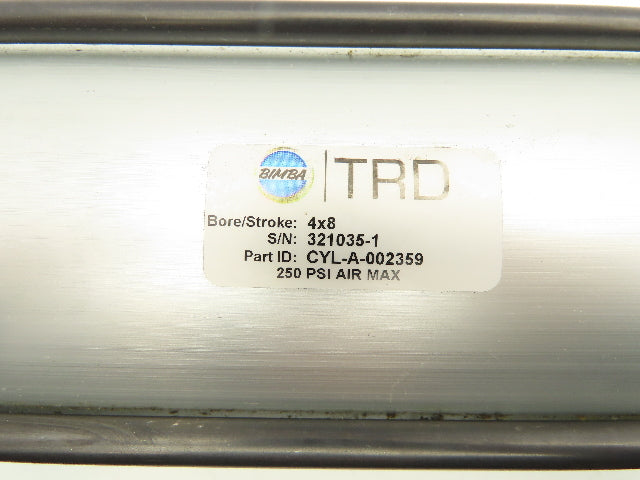 BIMBA | TRD
Bore/Stroke: 4x8
S/N: 321035-1
Part ID: CYL-A-002359
250 PSI AIR MAX